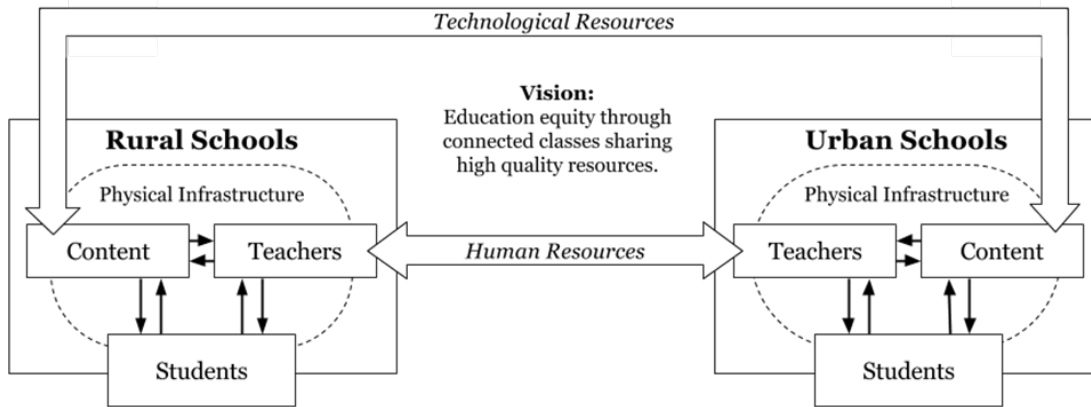 Technological Resources
Vision:
Education equity through
connected classes sharing
high quality resources.
Rural Schools
Physical Infrastructure
Content
Teachers
Students
Human Resources
Urban Schools
Physical Infrastructure
Teachers
Content
Students